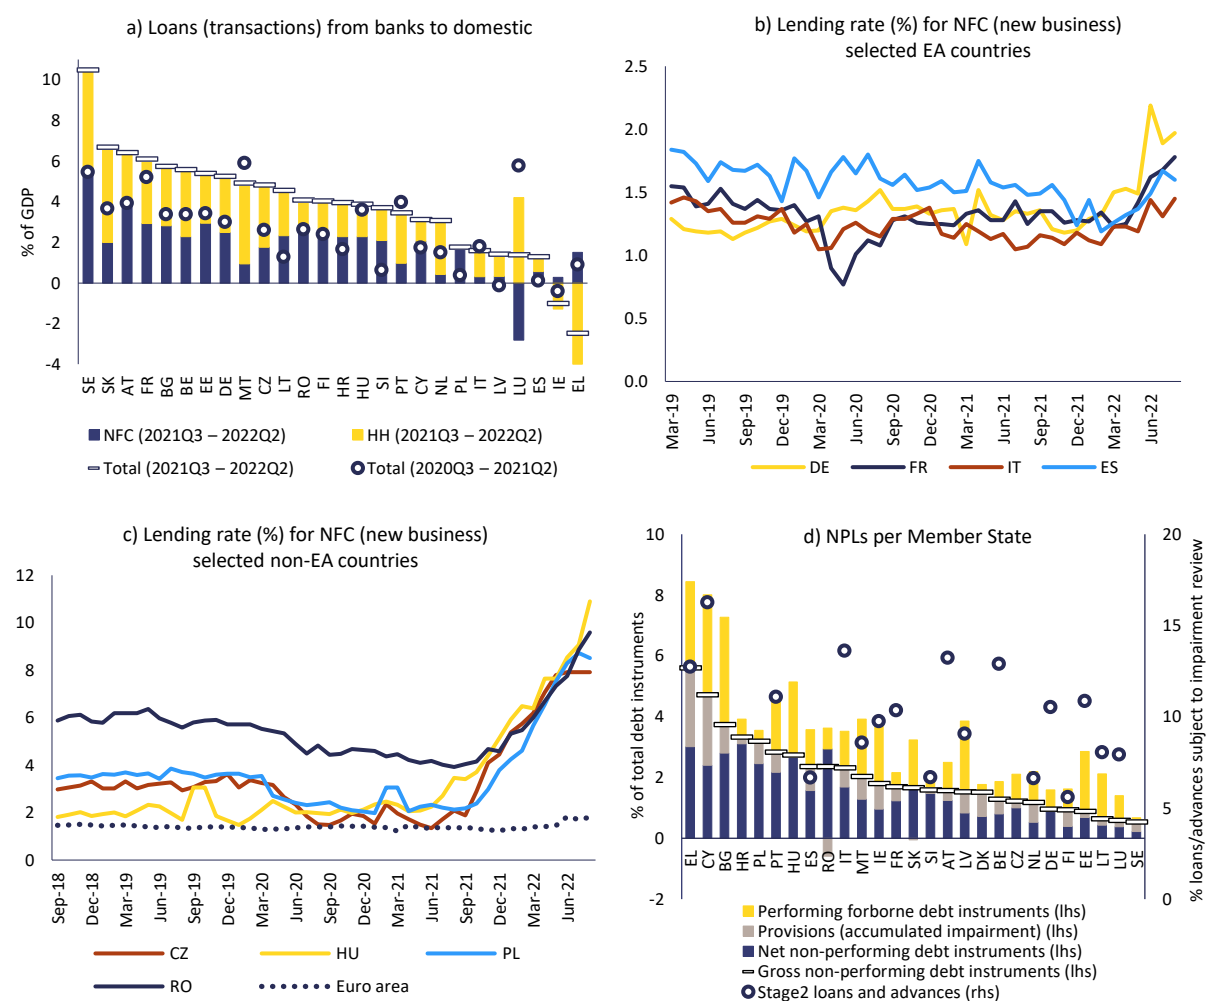 a) Loans (transactions) from banks to domestic
% of GDP
10
8
6
4
2
0
-2
-4
SE SK AT FR BG BE EE DE MT CZ LT RO FI HR HU SI PT CY NL PL IT LV LU ES IE EL
NFC (2021Q3 – 2022Q2) HH (2021Q3 – 2022Q2)
Total (2021Q3 – 2022Q2) Total (2020Q3 – 2021Q2)
b) Lending rate (%) for NFC (new business)
selected EA countries
2.5
2.0
1.5
1.0
0.5
0.0
Mar-19 Jun-19 Sep-19 Dec-19 Mar-20 Jun-20 Sep-20 Dec-20 Mar-21 Jun-21 Sep-21 Dec-21 Mar-22 Jun-22
DE FR IT ES
c) Lending rate (%) for NFC (new business)
selected non-EA countries
12
10
8
6
4
2
0
Sep-18 Dec-18 Mar-19 Jun-19 Sep-19 Dec-19 Mar-20 Jun-20 Sep-20 Dec-20 Mar-21 Jun-21 Sep-21 Dec-21 Mar-22 Jun-22
CZ HU PL
RO Euro area
d) NPLs per Member State
% of total debt instruments
10
8
6
4
2
0
-2
EL CY BG HR PL PT HU ES RO IT MT IE FR SK SI AT LV DK BE CZ NL DE FI EE LT LU SE
20
15
10
5
0
% loans/advances subject to impairment review
Performing forborne debt instruments (lhs)
Provisions (accumulated impairment) (lhs)
Net non-performing debt instruments (lhs)
Gross non-performing debt instruments (lhs)
Stage2 loans and advances (rhs)